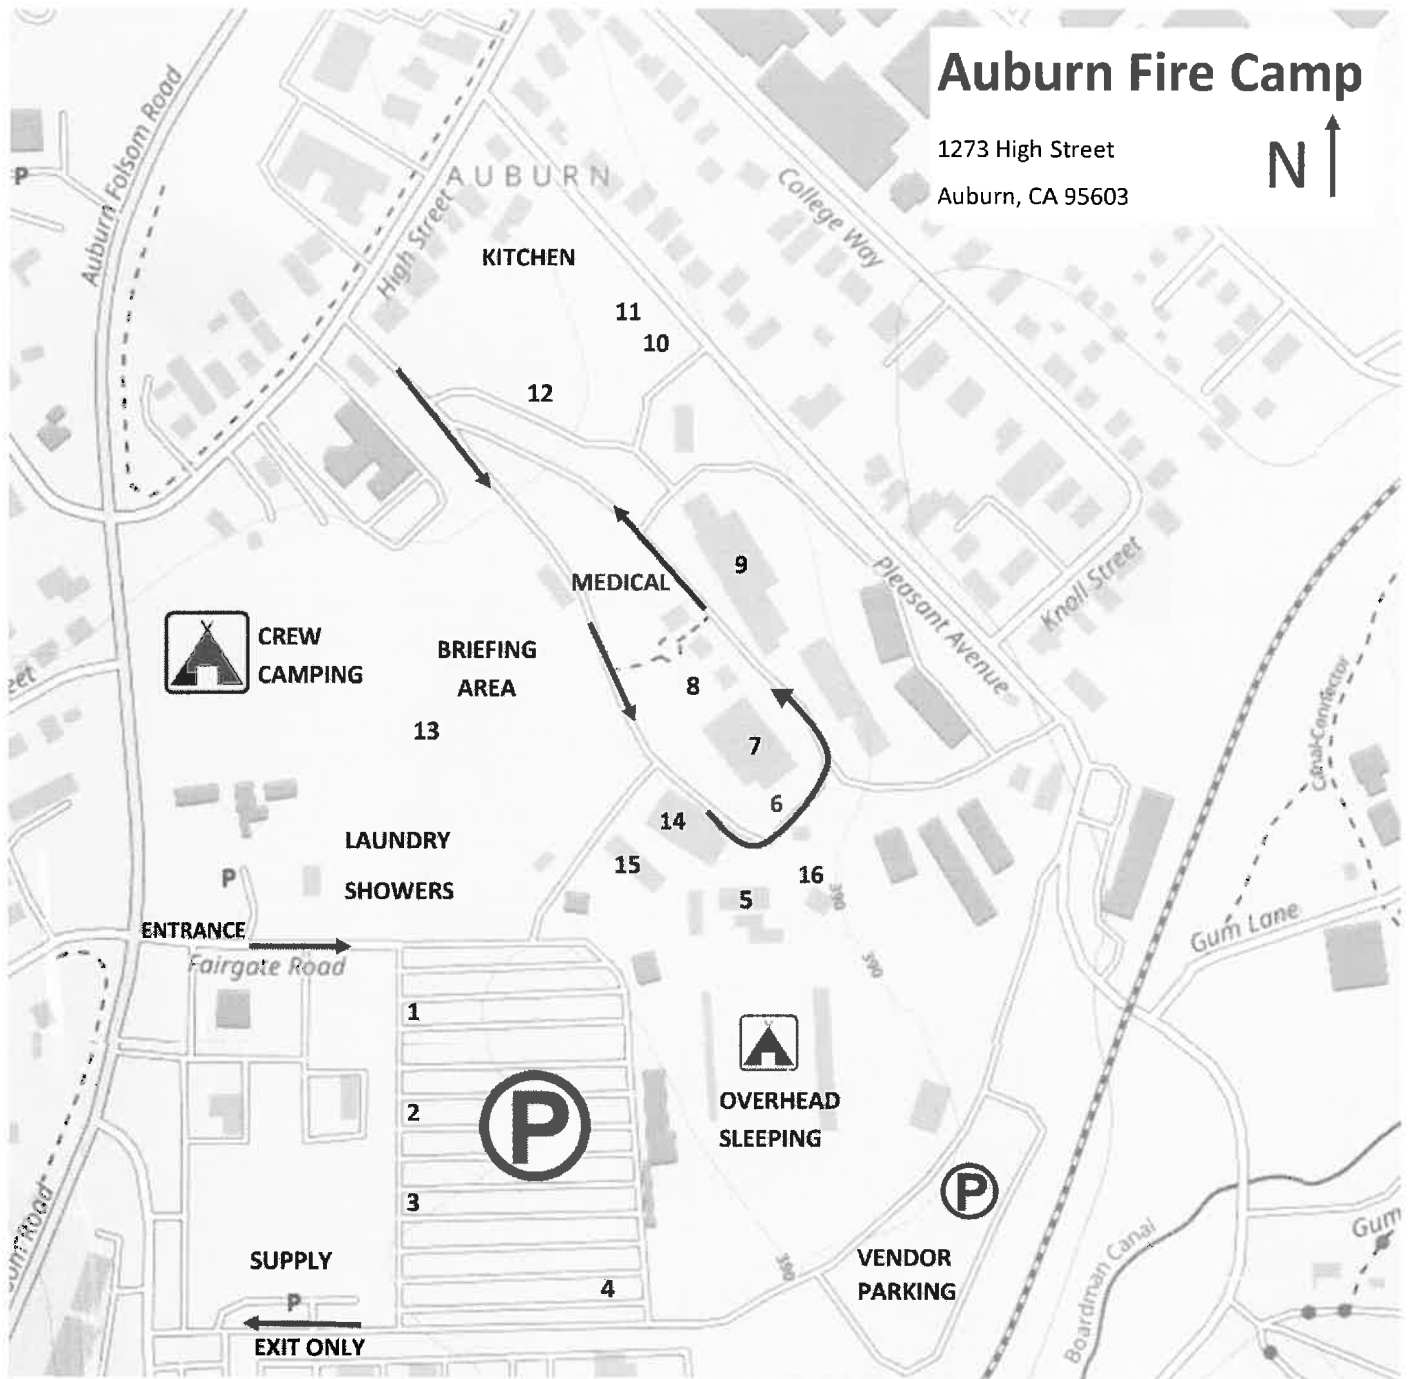 Auburn Fire Camp
1273 High Street
Auburn, CA 95603
N
Auburn Folsom Road
P
AUBURN
High Street
College Way
KITCHEN
11
10
12
9
MEDICAL
Pleasant Avenue
Knoll Street
CREW
CAMPING
BRIEFING
AREA
8
13
7
6
14
15
16
5
Canal Connector
LAUNDRY
SHOWERS
P
ENTRANCE
Fairgate Road
390
390
Gum Lane
1
2
3
4
P
OVERHEAD
SLEEPING
P
VENDOR
PARKING
390
SUPPLY
P
EXIT ONLY
Boardman Canal
Gum